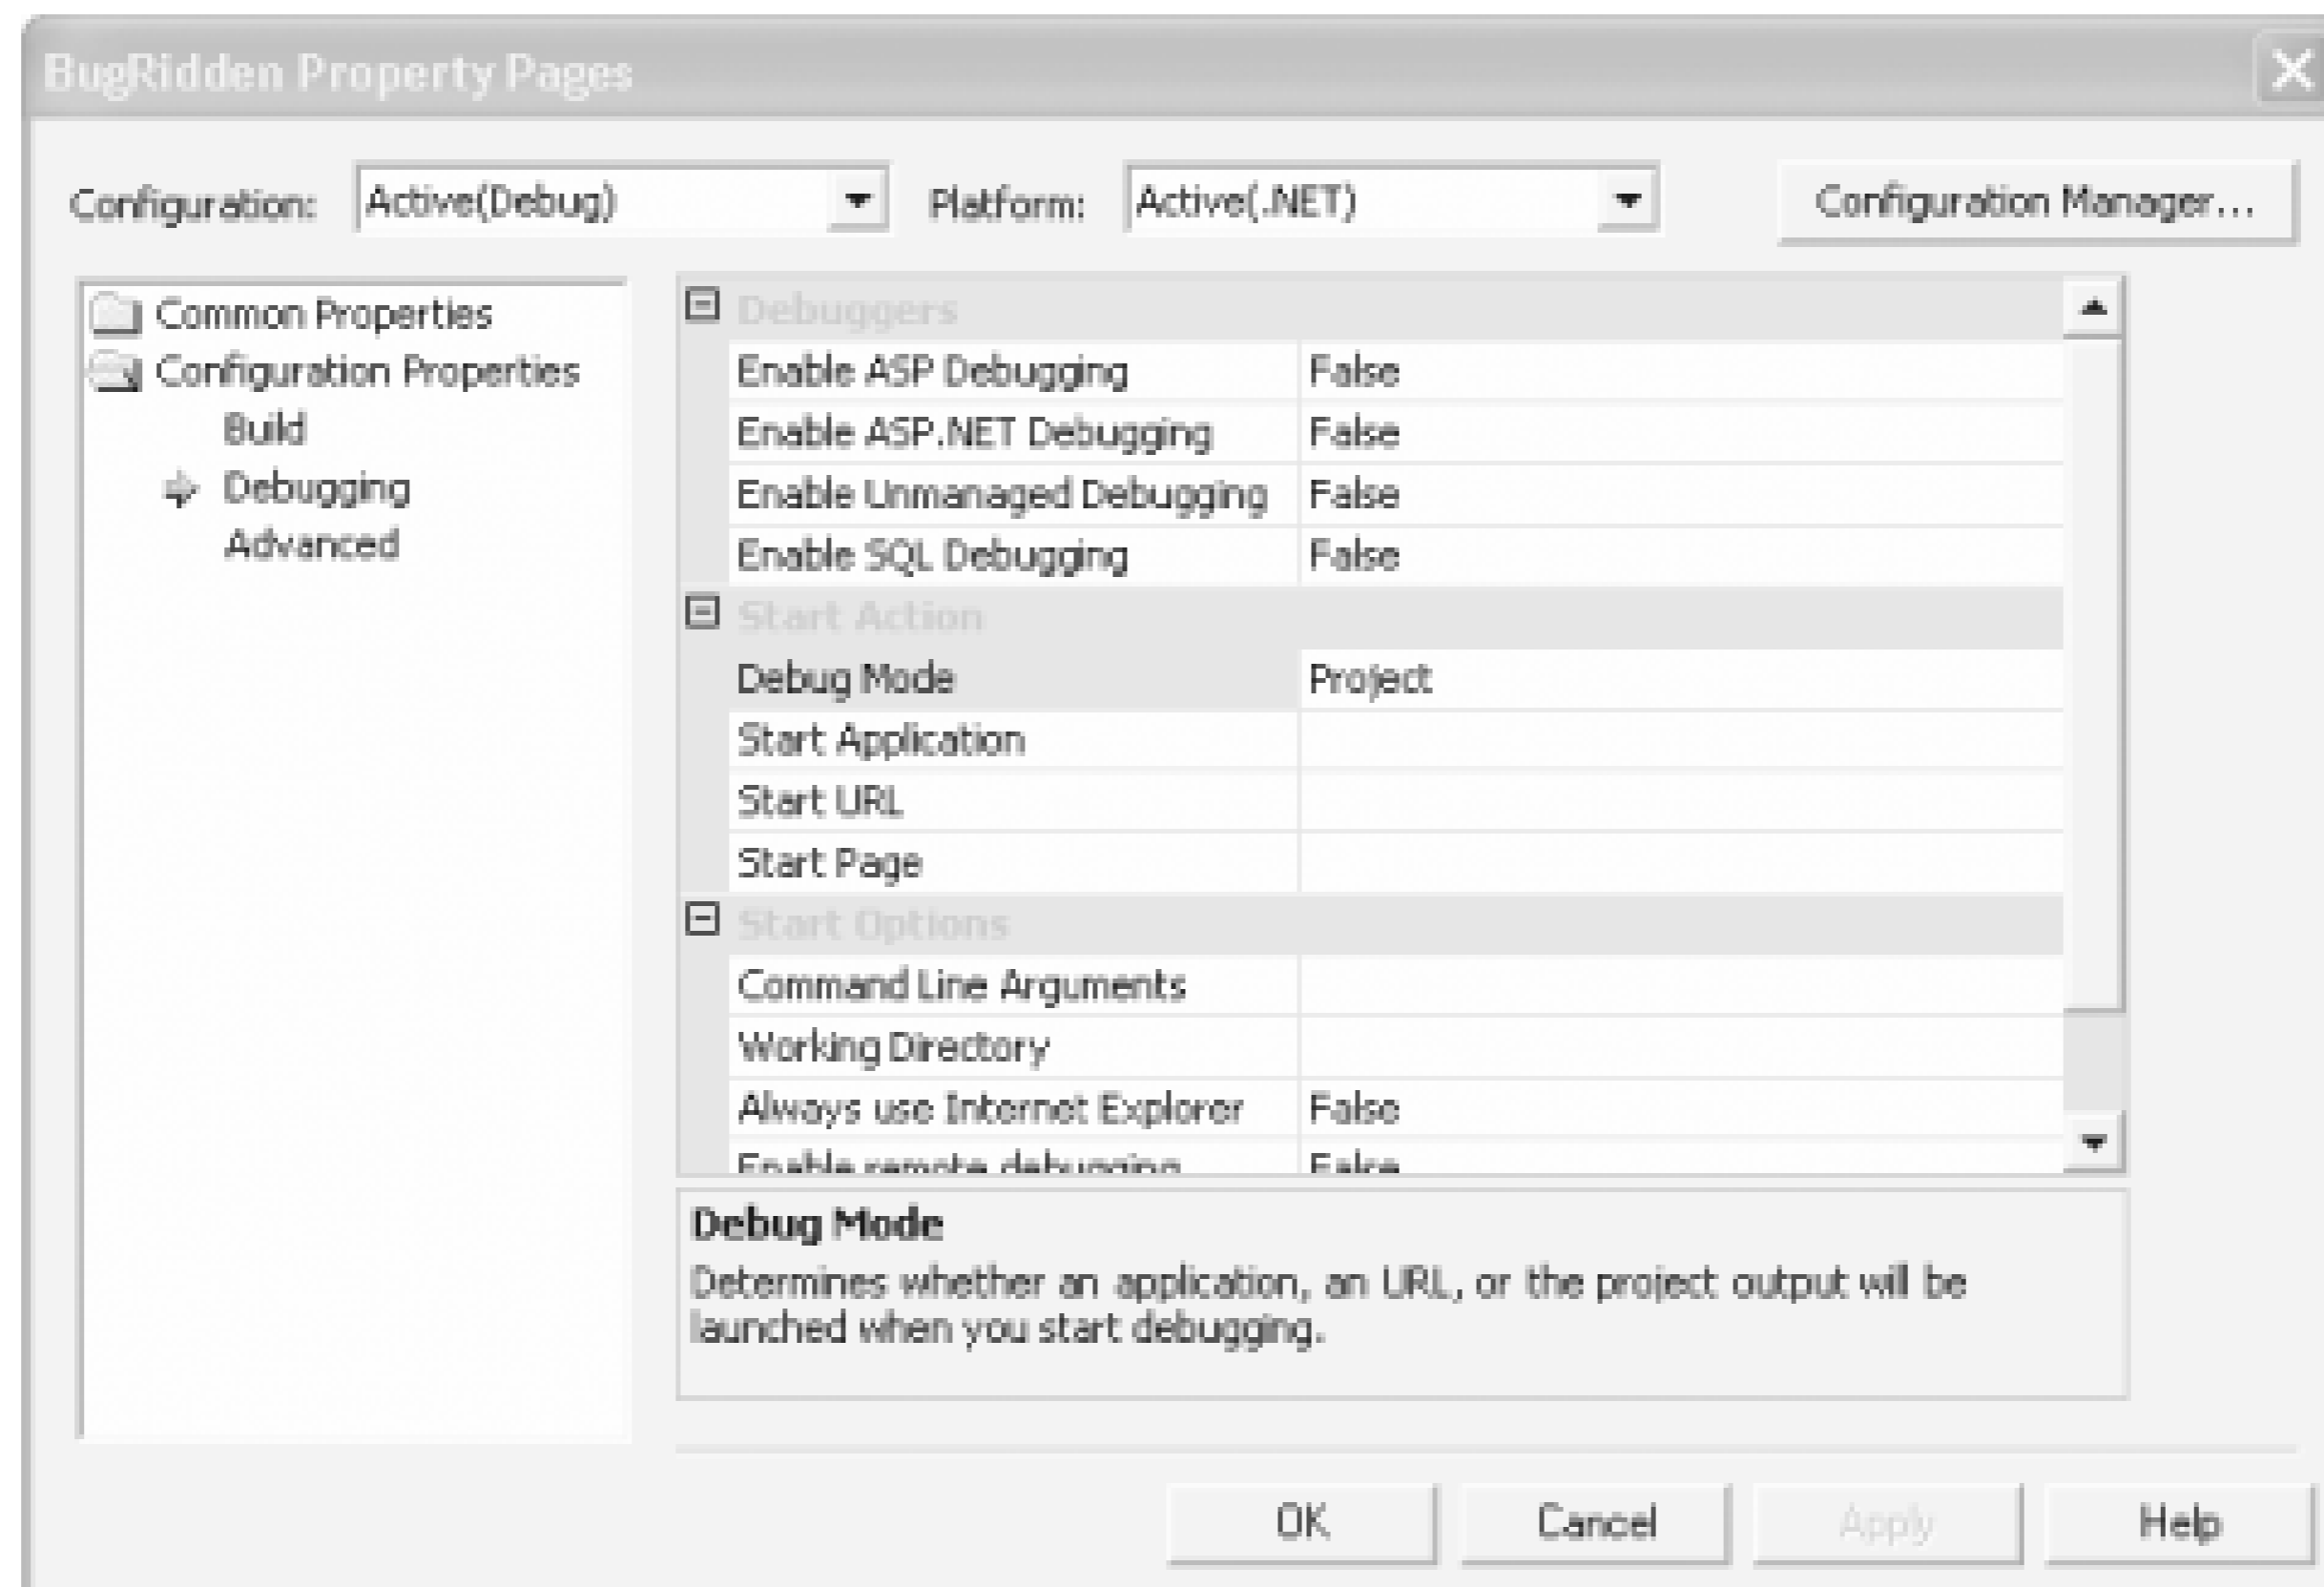 BugRidden Property Pages
Configuration: Active(Debug) Platform: Active(.NET) Configuration Manager...
Common Properties
Configuration Properties
Build
Debugging
Advanced
Debuggers
Enable ASP Debugging False
Enable ASP.NET Debugging False
Enable Unmanaged Debugging False
Enable SQL Debugging False
Start Action
Debug Mode Project
Start Application
Start URL
Start Page
Start Options
Command Line Arguments
Working Directory
Always use Internet Explorer False
Enable remote debugging False
Debug Mode
Determines whether an application, an URL, or the project output will be
launched when you start debugging.
OK Cancel Apply Help